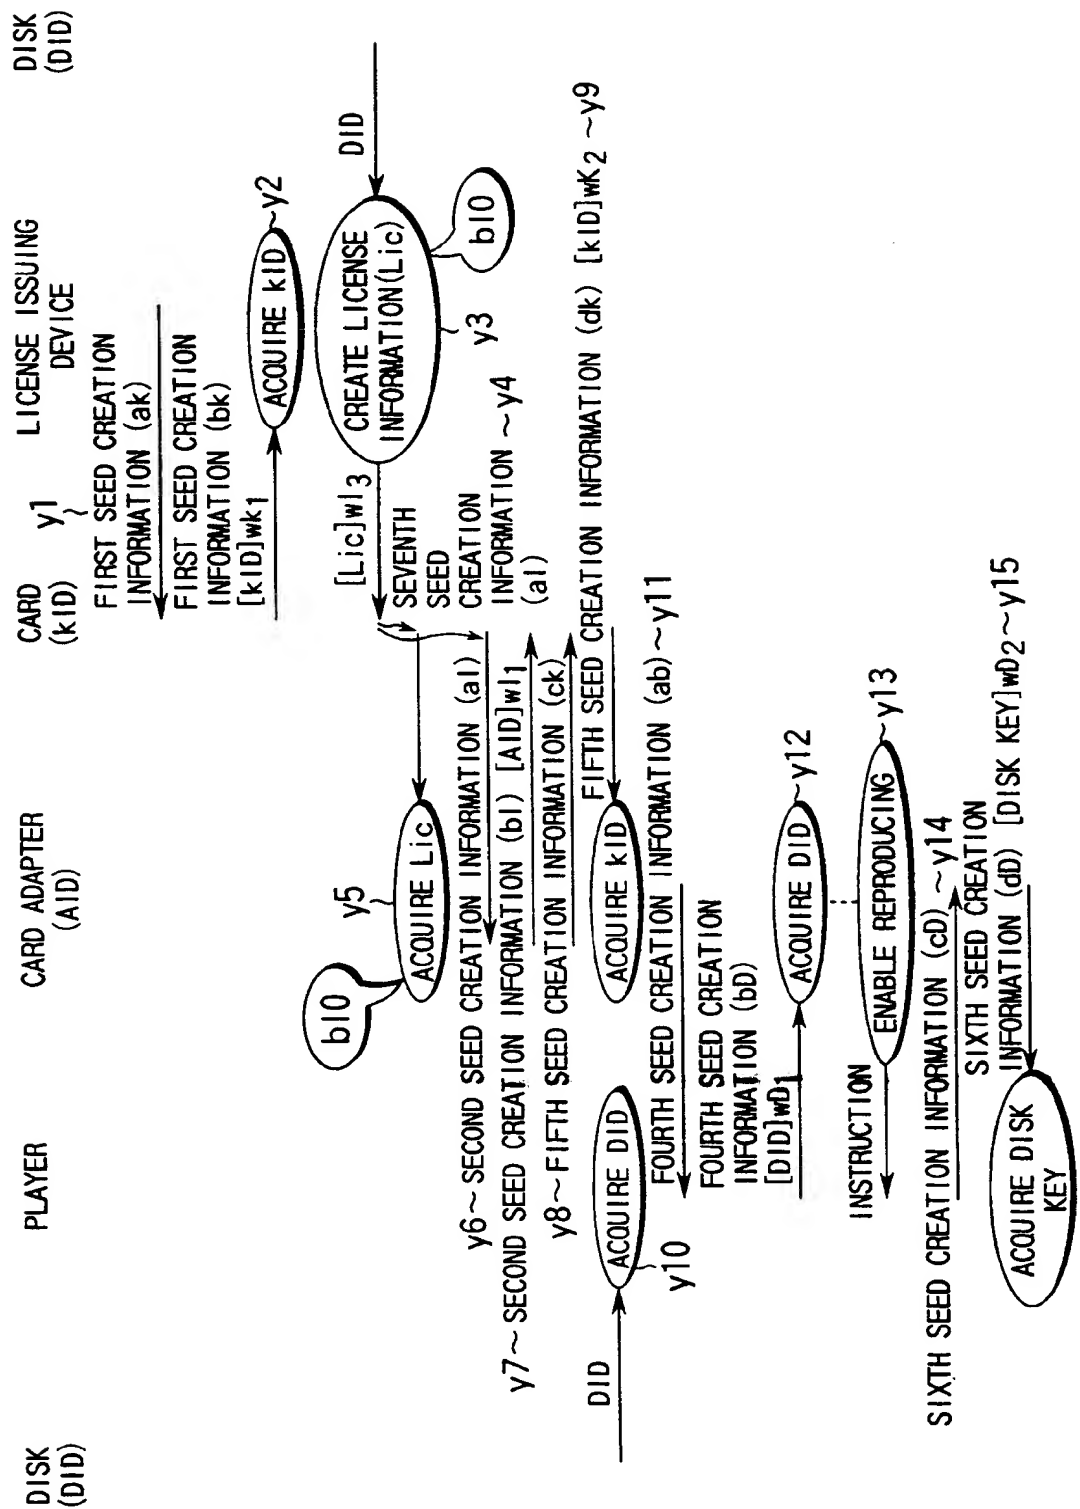 DISK
(DID)
PLAYER
CARD ADAPTER
(AID)
CARD
(kID)
LICENSE ISSUING
DEVICE
DISK
(DID)
y1
FIRST SEED CREATION
INFORMATION (ak)
FIRST SEED CREATION
INFORMATION (bk)
[kID]wk1
ACQUIRE kID
~y2
DID
CREATE LICENSE
INFORMATION(Lic)
b10
y3
[Lic]wl3
SEVENTH
SEED
CREATION
INFORMATION ~y4
(al)
b10
y5
ACQUIRE Lic
y6~SECOND SEED CREATION INFORMATION (al)
y7~SECOND SEED CREATION INFORMATION (bl) [AID]wl1
y8~FIFTH SEED CREATION INFORMATION (ck)
FIFTH SEED CREATION INFORMATION (dk) [kID]wK2 ~y9
DID
ACQUIRE DID
y10
ACQUIRE kID
FOURTH SEED CREATION INFORMATION (ab)~y11
FOURTH SEED CREATION
INFORMATION (bD)
[DID]wD1
ACQUIRE DID
~y12
INSTRUCTION
ENABLE REPRODUCING
~y13
SIXTH SEED CREATION INFORMATION (cD) ~y14
SIXTH SEED CREATION
INFORMATION (dD) [DISK KEY]wD2~y15
ACQUIRE DISK
KEY